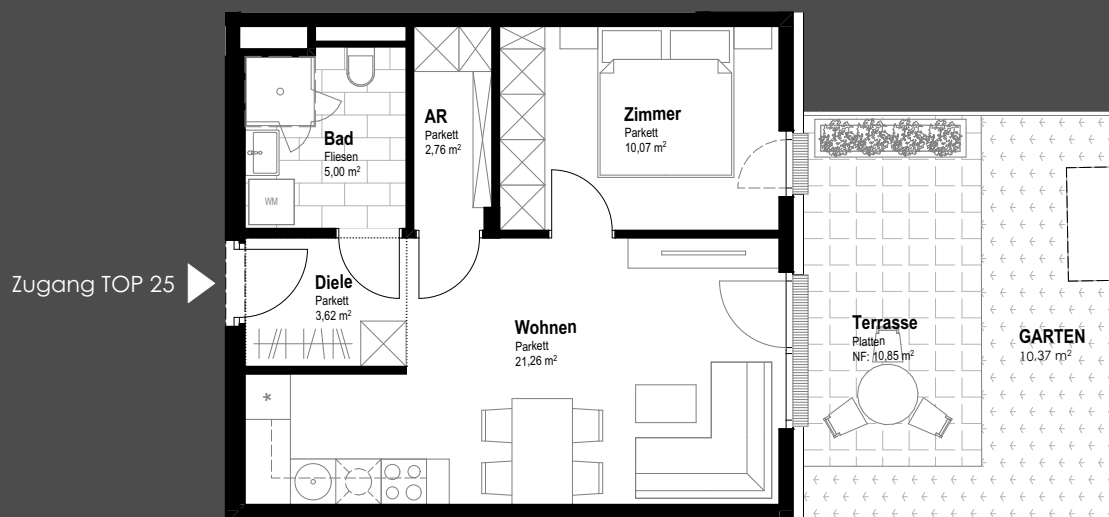 Bad
Fliesen
5,00 m²
WM
AR
Parkett
2,76 m²
Zimmer
Parkett
10,07 m²
Zugang TOP 25
Diele
Parkett
3,62 m²
Wohnen
Parkett
21,26 m²
Terrasse
Platten
NF: 10,85 m²
GARTEN
10,37 m²
*